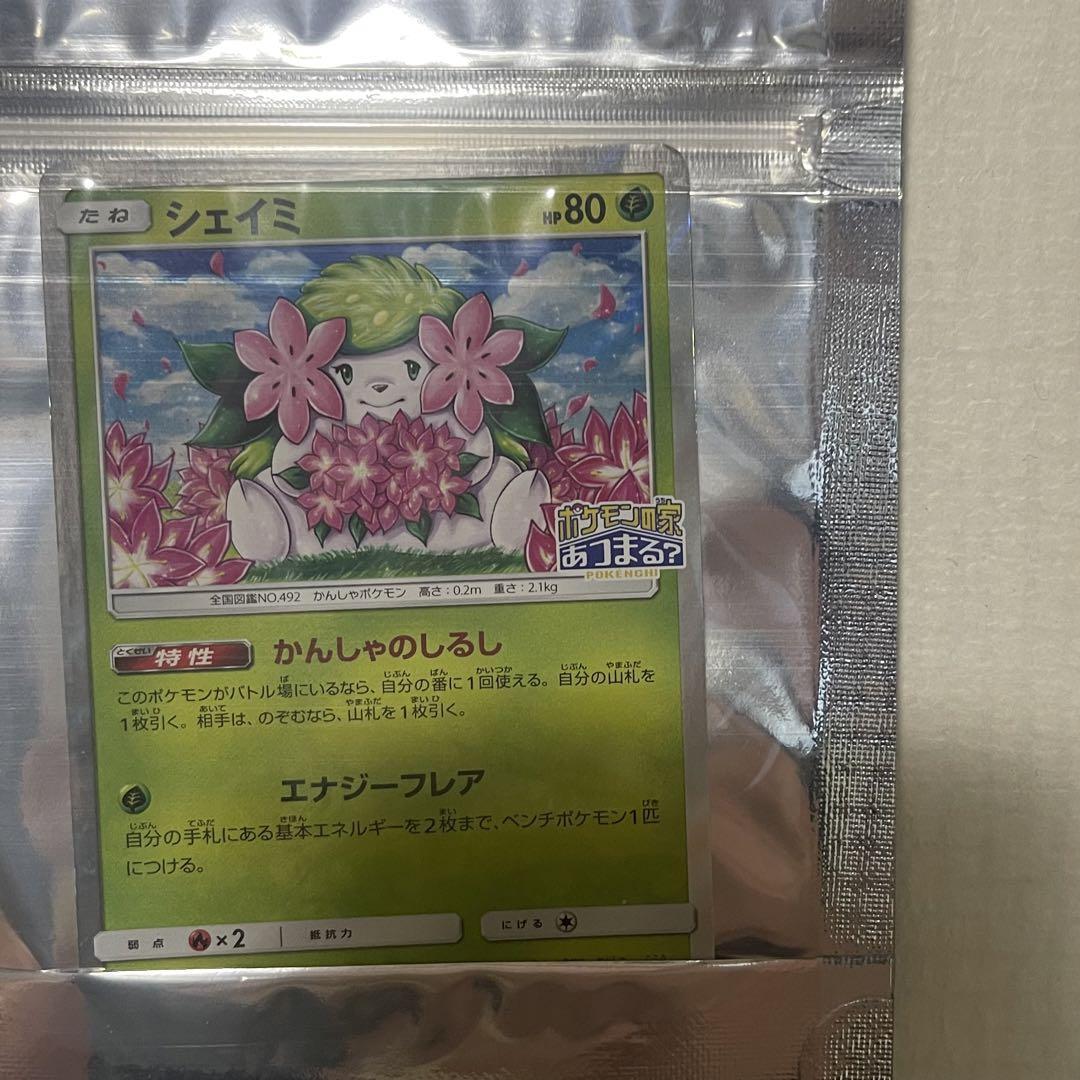 たね シェイミ HP 80
ポケモンの家
あつまる?
POKENCHI
全国図鑑NO.492 かんしゃポケモン 高さ:0.2m 重さ:2.1kg
とくせい
特性 かんしゃのしるし
このポケモンがバトル場にいるなら、自分の番に1回使える。自分の山札を
1枚引く。相手は、のぞむなら、山札を1枚引く。
エナジーフレア
自分の手札にある基本エネルギーを2枚まで、ベンチポケモン1匹
につける。
弱点 ×2 抵抗力 にげる